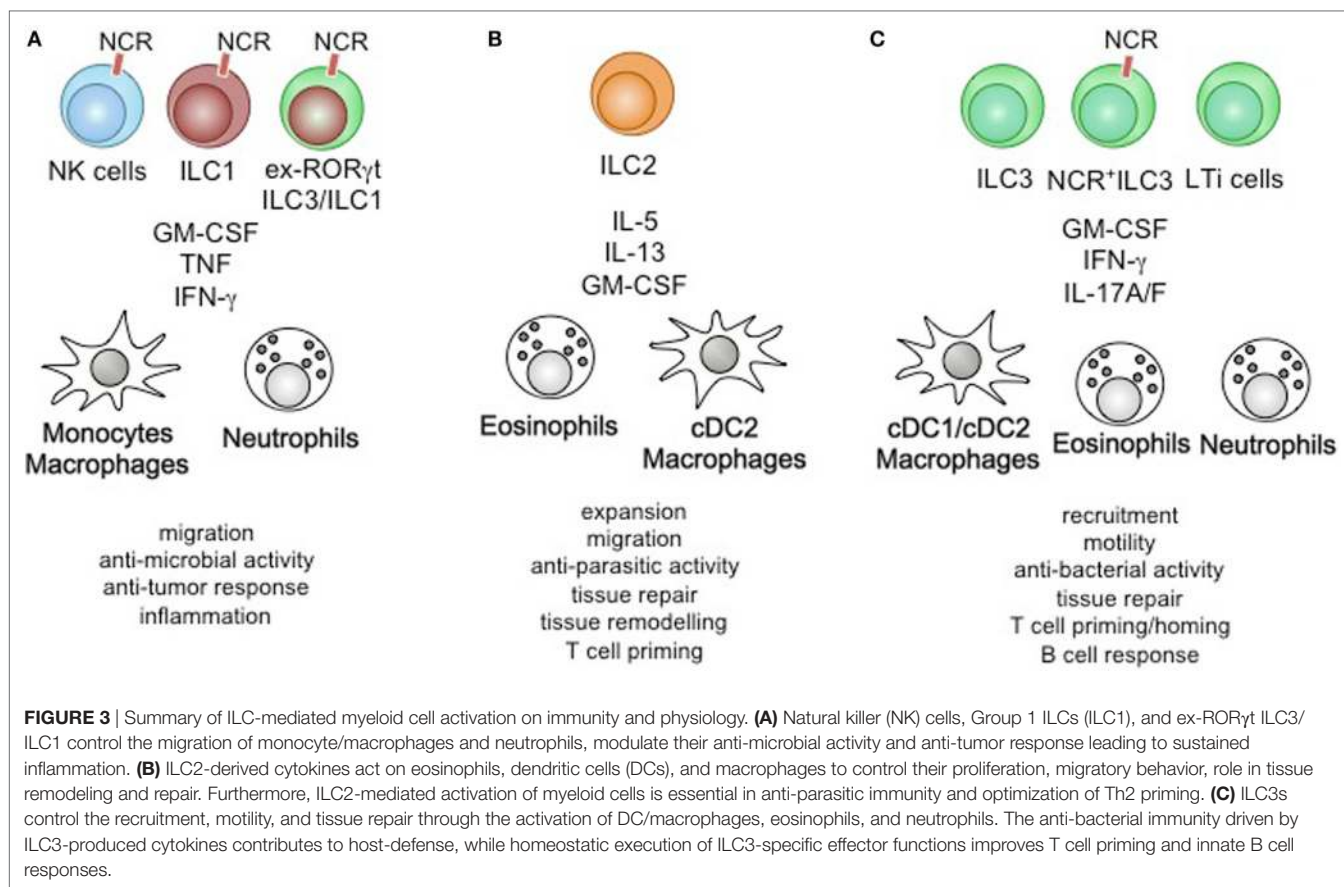 A
NCR
NCR
NCR
NK cells
ILC1
ex-RORγt
ILC3/ILC1
GM-CSF
TNF
IFN-γ
Monocytes
Macrophages
Neutrophils
migration
anti-microbial activity
anti-tumor response
inflammation
B
ILC2
IL-5
IL-13
GM-CSF
Eosinophils
cDC2
Macrophages
expansion
migration
anti-parasitic activity
tissue repair
tissue remodelling
T cell priming
C
NCR
ILC3
NCR⁺ILC3
LTi cells
GM-CSF
IFN-γ
IL-17A/F
cDC1/cDC2
Macrophages
Eosinophils
Neutrophils
recruitment
motility
anti-bacterial activity
tissue repair
T cell priming/homing
B cell response
FIGURE 3 | Summary of ILC-mediated myeloid cell activation on immunity and physiology. (A) Natural killer (NK) cells, Group 1 ILCs (ILC1), and ex-RORγt ILC3/
ILC1 control the migration of monocyte/macrophages and neutrophils, modulate their anti-microbial activity and anti-tumor response leading to sustained
inflammation. (B) ILC2-derived cytokines act on eosinophils, dendritic cells (DCs), and macrophages to control their proliferation, migratory behavior, role in tissue
remodeling and repair. Furthermore, ILC2-mediated activation of myeloid cells is essential in anti-parasitic immunity and optimization of Th2 priming. (C) ILC3s
control the recruitment, motility, and tissue repair through the activation of DC/macrophages, eosinophils, and neutrophils. The anti-bacterial immunity driven by
ILC3-produced cytokines contributes to host-defense, while homeostatic execution of ILC3-specific effector functions improves T cell priming and innate B cell
responses.